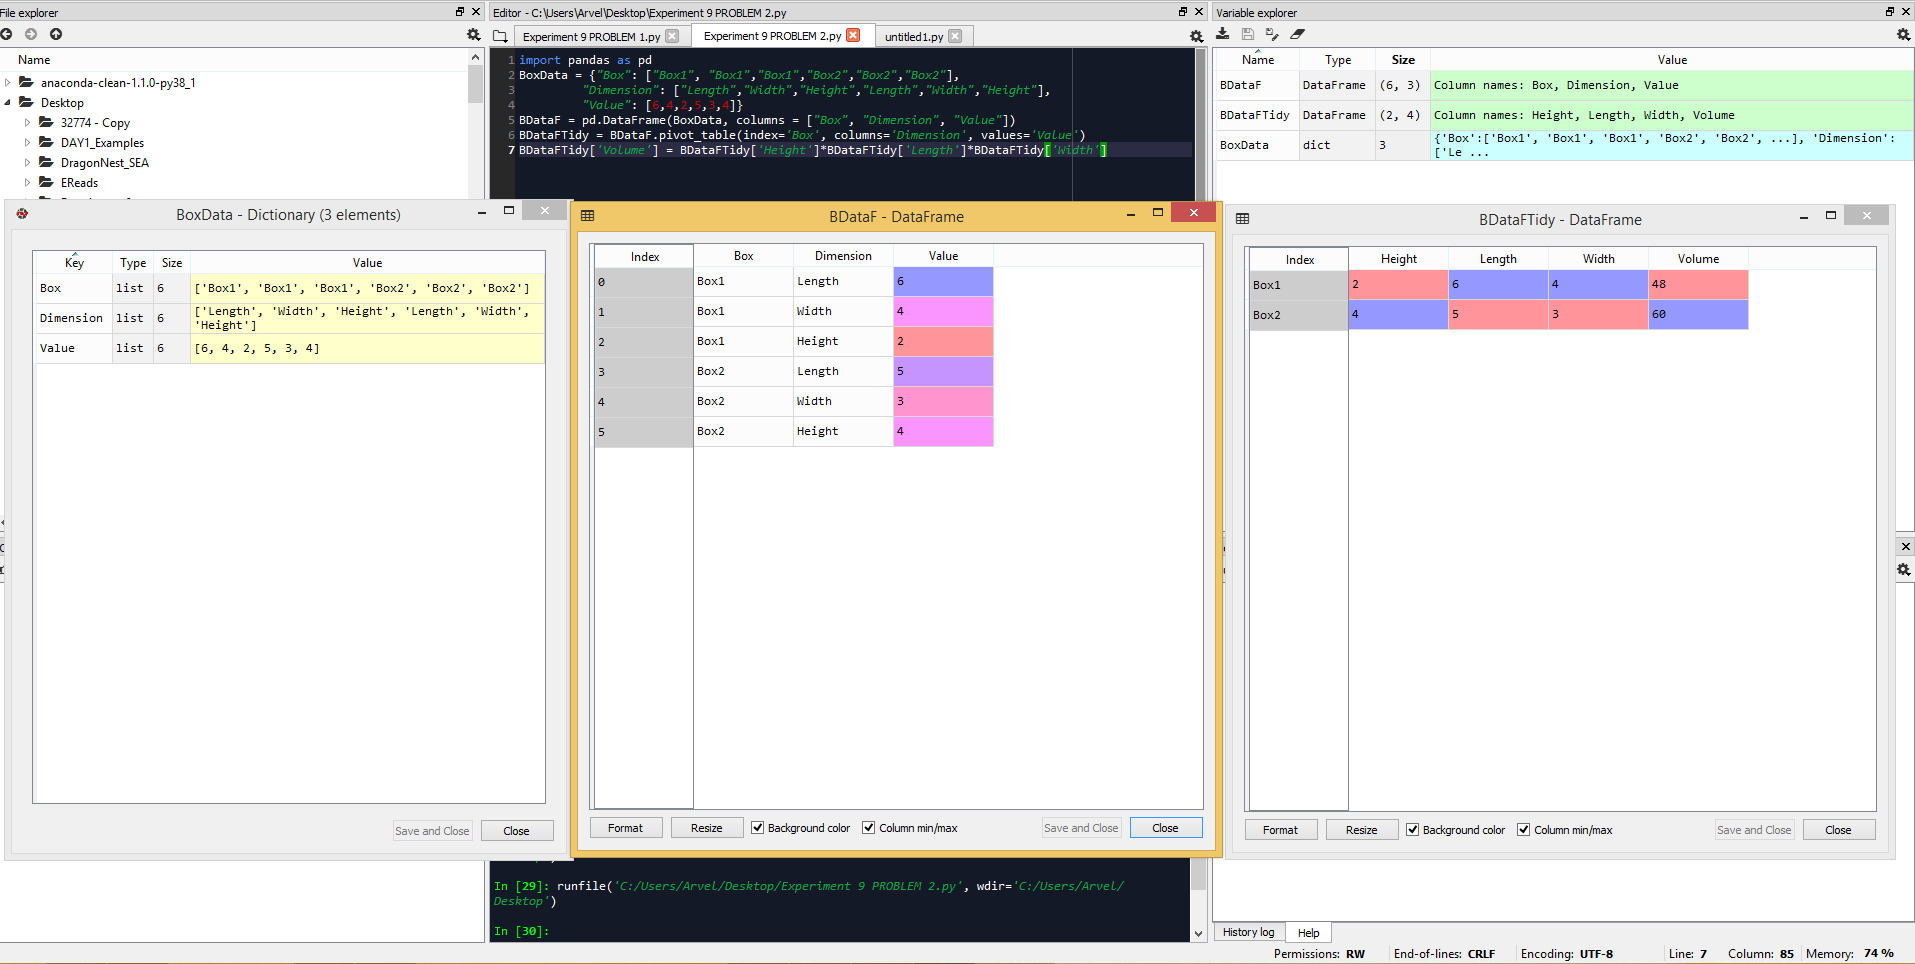 File explorer
Name
anaconda-clean-1.1.0-py38_1
Desktop
32774 - Copy
DAY1_Examples
DragonNest_SEA
EReads
Editor - C:\Users\Arvel\Desktop\Experiment 9 PROBLEM 2.py
Experiment 9 PROBLEM 1.py
Experiment 9 PROBLEM 2.py
untitled1.py
1 import pandas as pd
2 BoxData = {"Box": ["Box1", "Box1","Box1","Box2","Box2","Box2"],
3 "Dimension": ["Length","Width","Height","Length","Width","Height"],
4 "Value": [6,4,2,5,3,4]}
5 BDataF = pd.DataFrame(BoxData, columns = ["Box", "Dimension", "Value"])
6 BDataFTidy = BDataF.pivot_table(index='Box', columns='Dimension', values='Value')
7 BDataFTidy['Volume'] = BDataFTidy['Height']*BDataFTidy['Length']*BDataFTidy['Width']
Variable explorer
Name Type Size Value
BDataF DataFrame (6, 3) Column names: Box, Dimension, Value
BDataFTidy DataFrame (2, 4) Column names: Height, Length, Width, Volume
BoxData dict 3 {'Box':['Box1', 'Box1', 'Box1', 'Box2', 'Box2', ...], 'Dimension':
['Le ...
BoxData - Dictionary (3 elements)
Key Type Size Value
Box list 6 ['Box1', 'Box1', 'Box1', 'Box2', 'Box2', 'Box2']
Dimension list 6 ['Length', 'Width', 'Height', 'Length', 'Width',
'Height']
Value list 6 [6, 4, 2, 5, 3, 4]
Save and Close Close
BDataF - DataFrame
Index Box Dimension Value
0 Box1 Length 6
1 Box1 Width 4
2 Box1 Height 2
3 Box2 Length 5
4 Box2 Width 3
5 Box2 Height 4
Format Resize Background color Column min/max Save and Close Close
BDataFTidy - DataFrame
Index Height Length Width Volume
Box1 2 6 4 48
Box2 4 5 3 60
Format Resize Background color Column min/max Save and Close Close
In [29]: runfile('C:/Users/Arvel/Desktop/Experiment 9 PROBLEM 2.py', wdir='C:/Users/Arvel/
Desktop')
In [30]:
History log Help
Permissions: RW End-of-lines: CRLF Encoding: UTF-8 Line: 7 Column: 85 Memory: 74 %